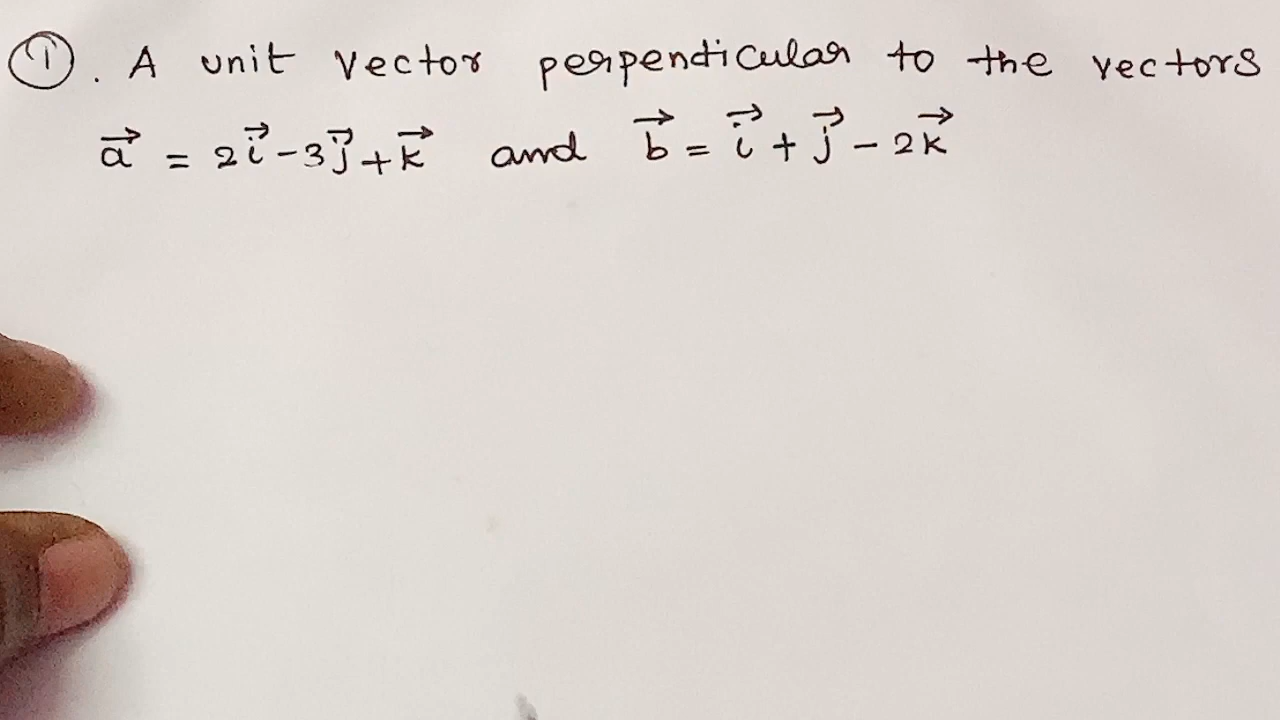 ①. A unit vector perpendicular to the vectors
a⃗ = 2i⃗ - 3j⃗ + k⃗ and b⃗ = i⃗ + j⃗ - 2k⃗